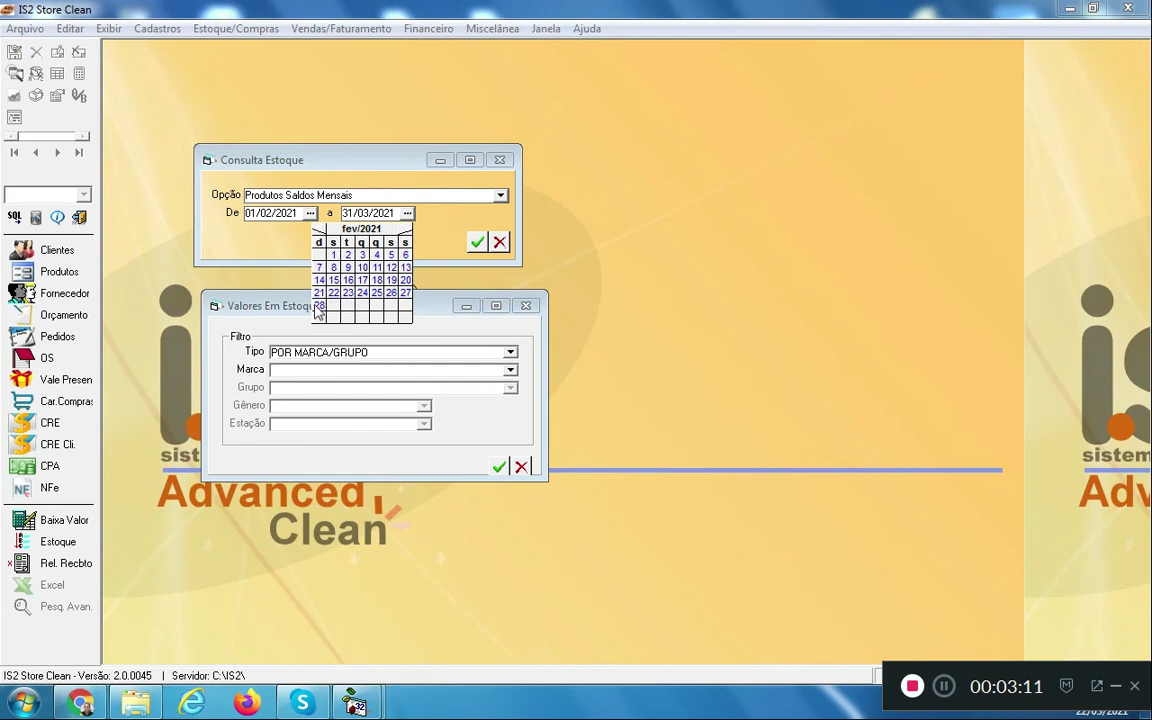 IS2 Store Clean
Arquivo Editar Exibir Cadastros Estoque/Compras Vendas/Faturamento Financeiro Miscelânea Janela Ajuda
Consulta Estoque
Opção Produtos Saldos Mensais
De 01/02/2021 ... a 31/03/2021 ...
fev/2021
d s t q q s s
1 2 3 4 5 6
7 8 9 10 11 12 13
14 15 16 17 18 19 20
21 22 23 24 25 26 27
28
Valores Em Estoqu
Filtro
Tipo POR MARCA/GRUPO
Marca
Grupo
Gênero
Estação
SQL
Clientes
Produtos
Fornecedor
Orçamento
Pedidos
OS
Vale Presen
Car.Compras
CRE
CRE Cli.
CPA
NFe
Baixa Valor
Estoque
Rel. Recbto
Excel
Pesq. Avan.
sist
sistem
Advanced
Clean
Adv
IS2 Store Clean - Versão: 2.0.0045 | Servidor: C:\IS2\
32
00:03:11